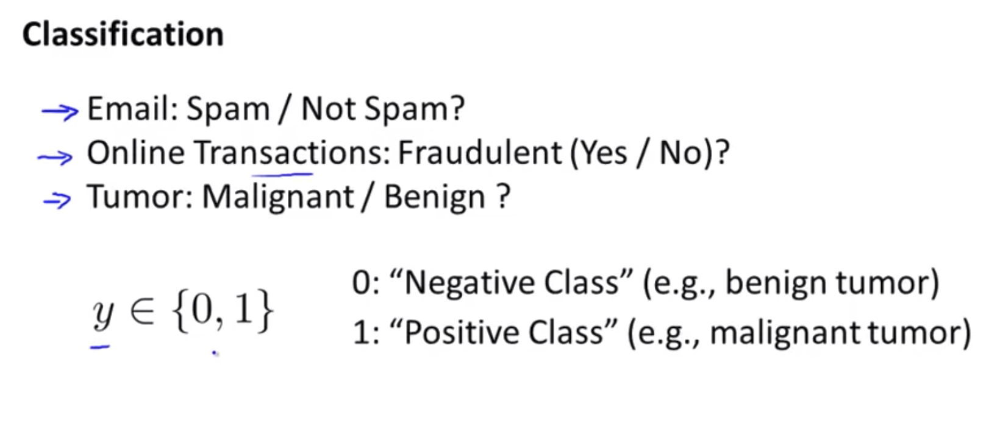 Classification
Email: Spam / Not Spam?
Online Transactions: Fraudulent (Yes / No)?
Tumor: Malignant / Benign ?
y ∈ {0, 1}
0: “Negative Class” (e.g., benign tumor)
1: “Positive Class” (e.g., malignant tumor)